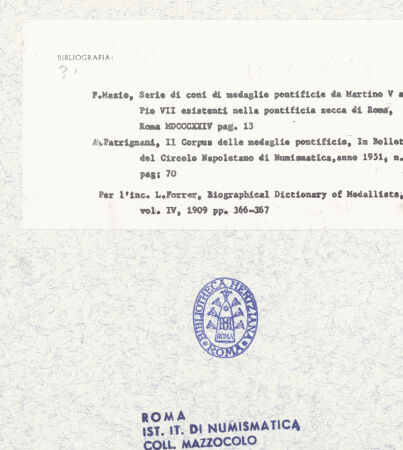 BIBLIOGRAFIA:
3.
F.Mazio, Serie di coni di medaglie pontificie da Martino V a
Pio VII esistenti nella pontificia zecca di Roma,
Roma MDCCCXXIV pag. 13
M.Patrignani, Il Corpus delle medaglie pontificie, In Bollet
del Circolo Napoletano di Numismatica,anno 1951, n.
pag; 70
Per l'inc. L.Forrer, Biographical Dictionary of Medallists,
vol. IV, 1909 pp. 366-367
BIBLIOTHECA HERTZIANA
ROMA
ROMA
ROMA
IST. IT. DI NUMISMATICA
COLL. MAZZOCOLO